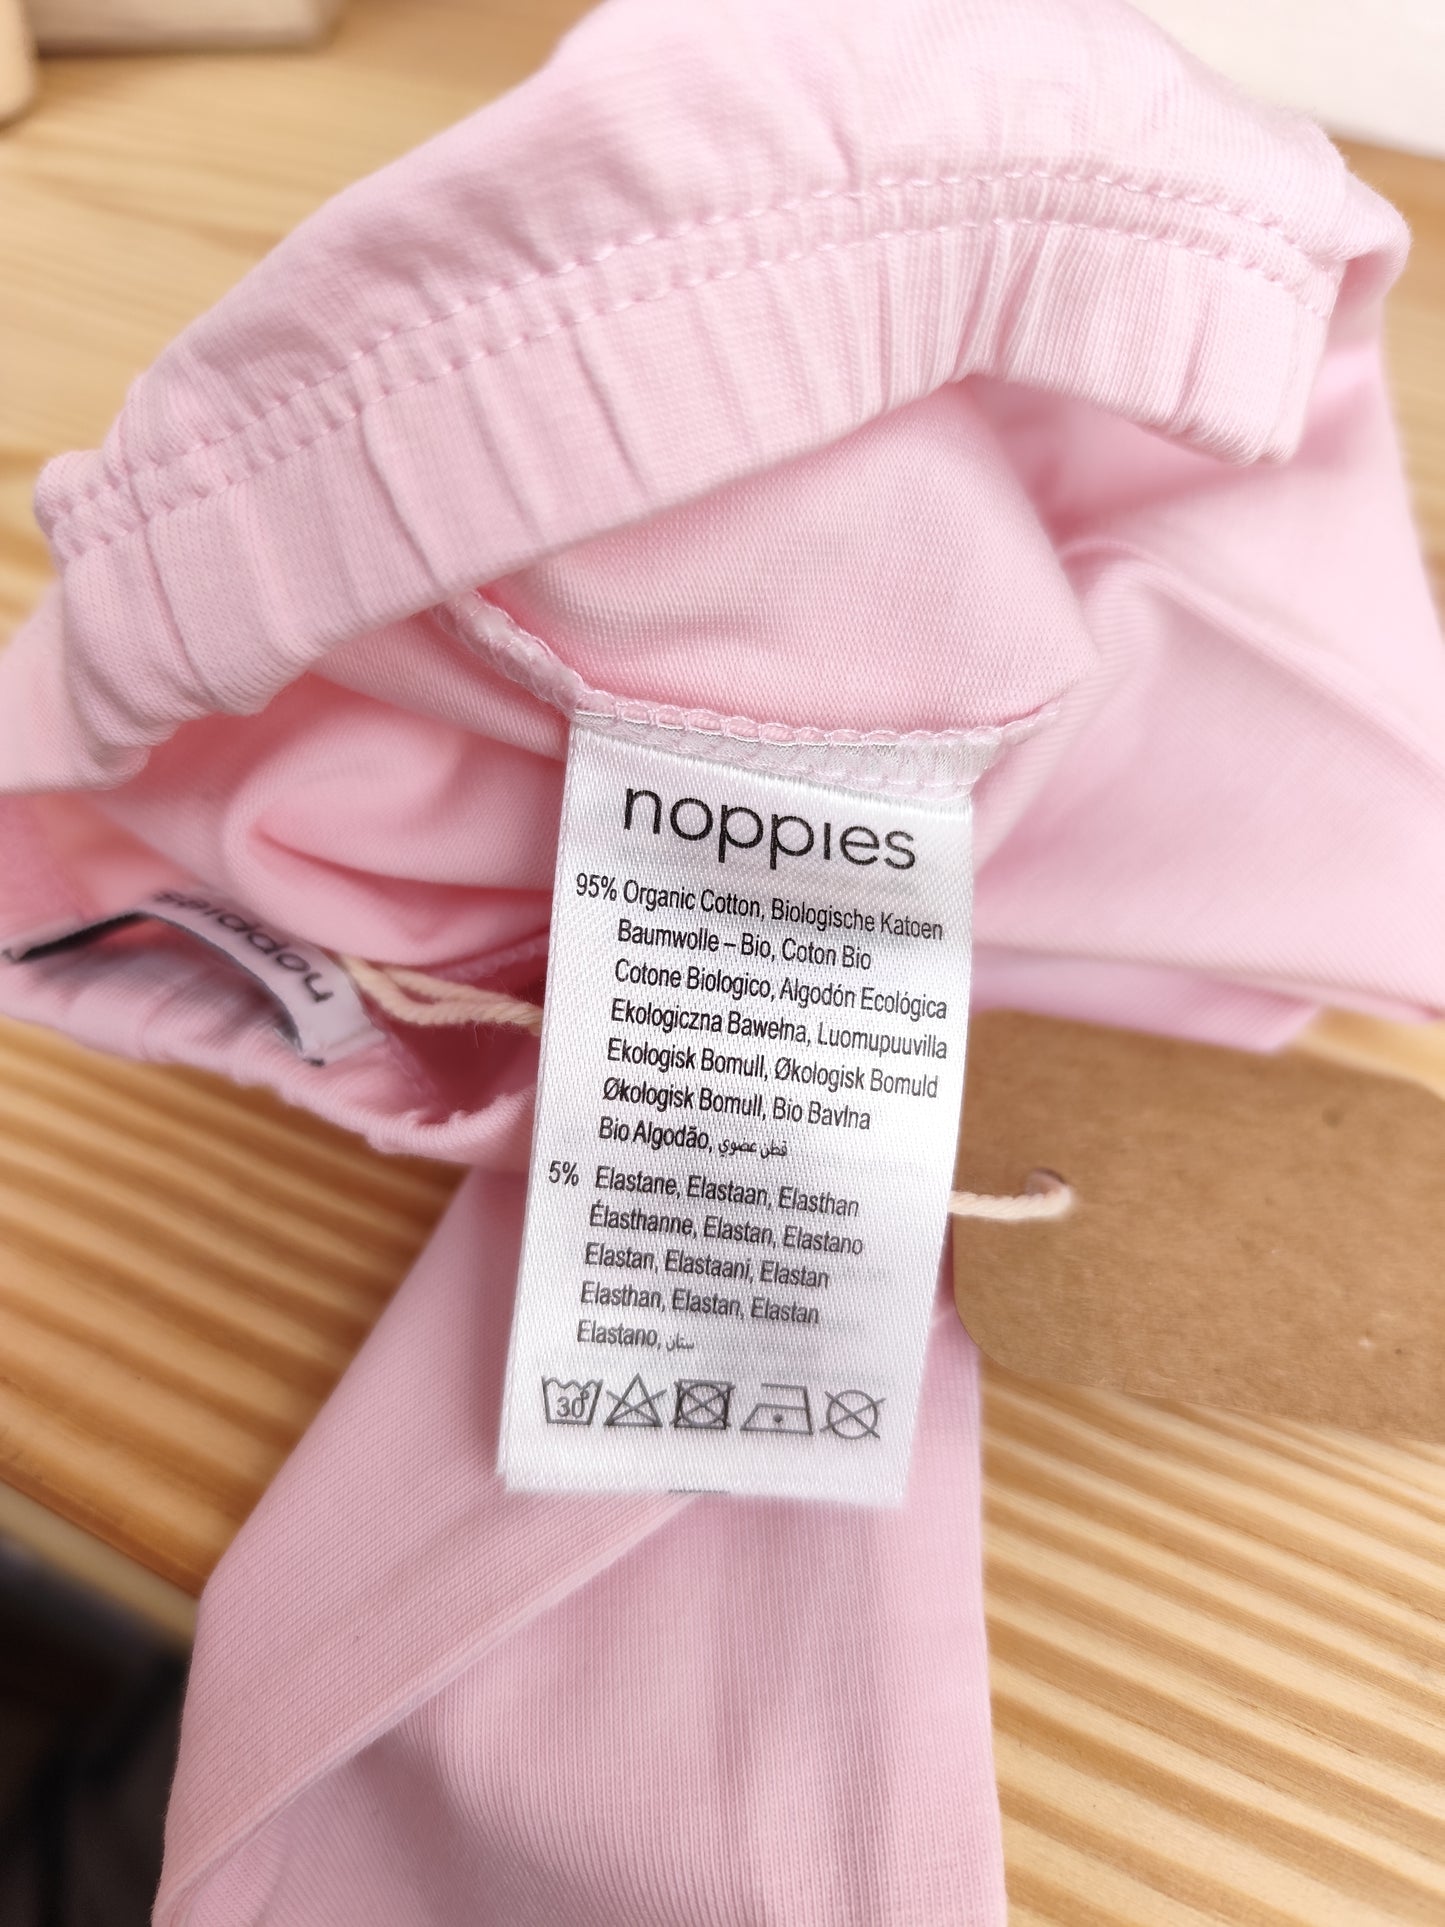 noppies
95% Organic Cotton, Biologische Katoen
Baumwolle – Bio, Coton Bio
Cotone Biologico, Algodón Ecológica
Ekologiczna Bawełna, Luomupuuvilla
Ekologisk Bomull, Økologisk Bomuld
Økologisk Bomull, Bio Bavlna
Bio Algodão, قطن عضوي
5% Elastane, Elastaan, Elasthan
Élasthanne, Elastan, Elastano
Elastan, Elastaani, Elastan
Elasthan, Elastan, Elastan
Elastano,
30
noppies